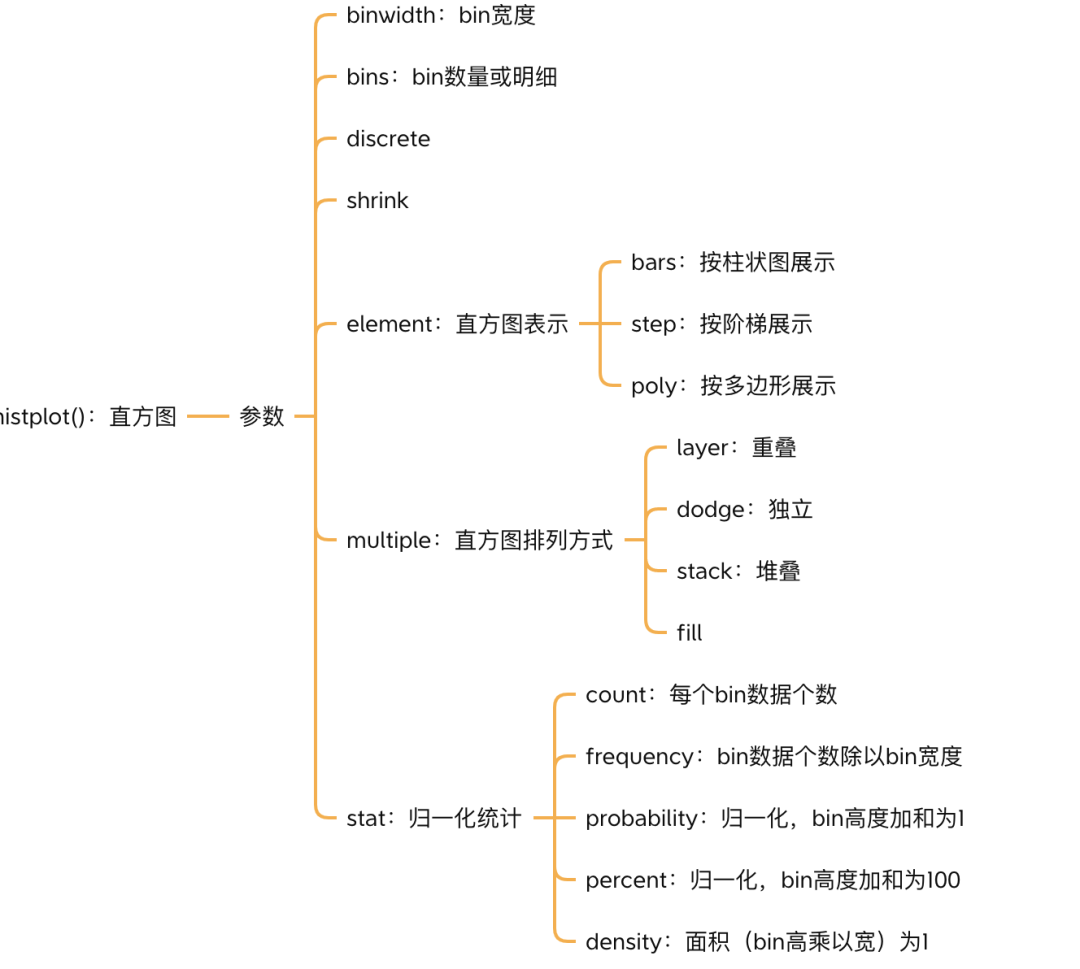 binwidth：bin宽度
bins：bin数量或明细
discrete
shrink
bars：按柱状图展示
element：直方图表示
step：按阶梯展示
poly：按多边形展示
histplot()：直方图
参数
layer：重叠
dodge：独立
multiple：直方图排列方式
stack：堆叠
fill
count：每个bin数据个数
frequency：bin数据个数除以bin宽度
stat：归一化统计
probability：归一化，bin高度加和为1
percent：归一化，bin高度加和为100
density：面积（bin高乘以宽）为1